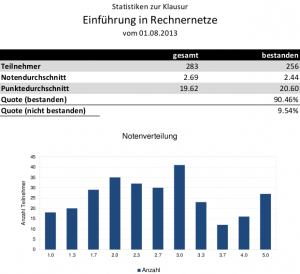 Statistiken zur Klausur
Einführung in Rechnernetze
vom 01.08.2013
gesamt bestanden
Teilnehmer 283 256
Notendurchschnitt 2.69 2.44
Punktedurchschnitt 19.62 20.60
Quote (bestanden) 90.46%
Quote (nicht bestanden) 9.54%
Notenverteilung
Anzahl Teilnehmer
45
40
35
30
25
20
15
10
5
0
1.0 1.3 1.7 2.0 2.3 2.7 3.0 3.3 3.7 4.0 5.0
Anzahl